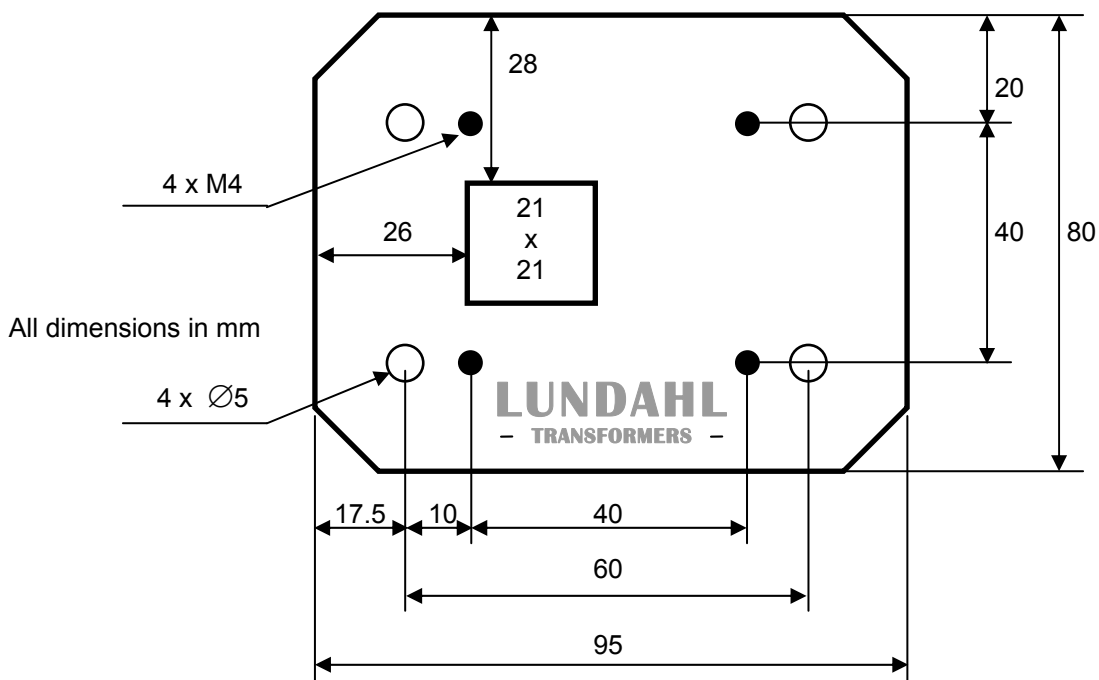 28
20
4 x M4
21
x
21
26
40
80
All dimensions in mm
4 x ∅5
LUNDAHL
– TRANSFORMERS –
17.5
10
40
60
95